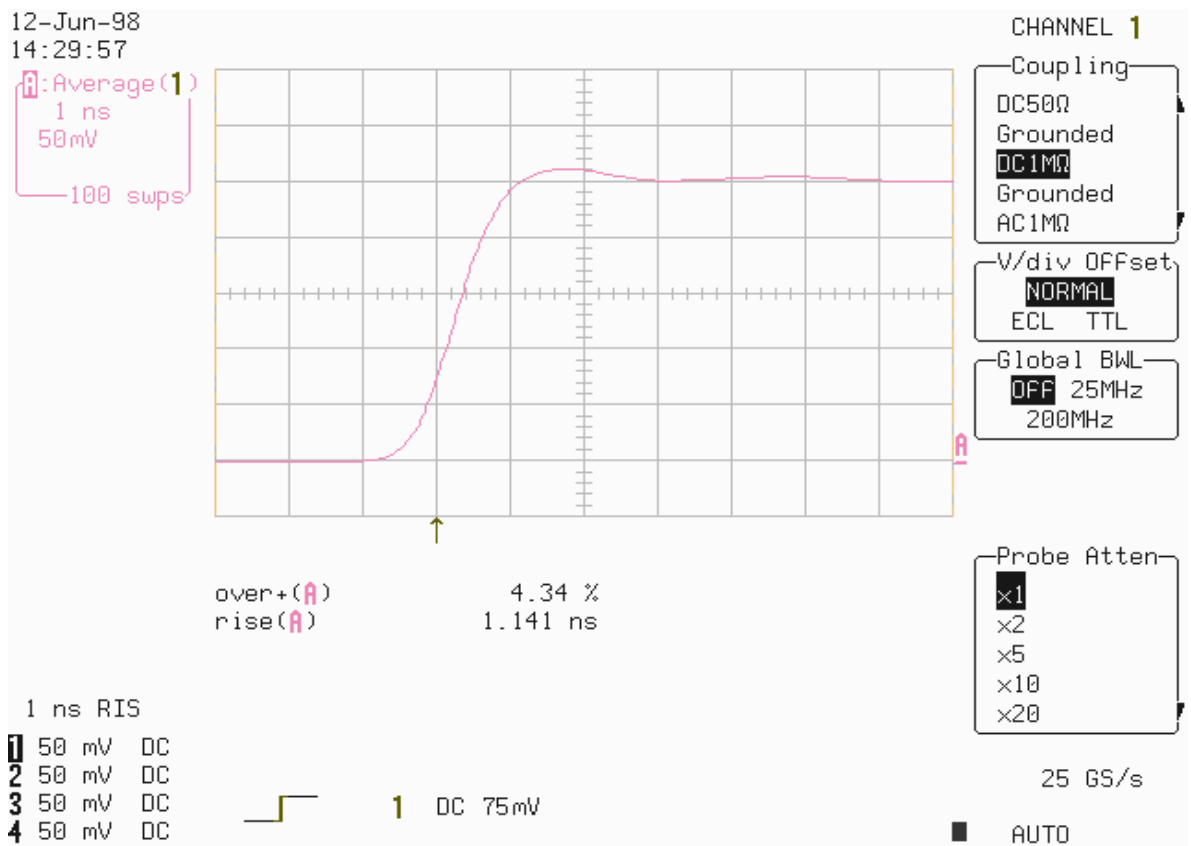 12-Jun-98
14:29:57
A:Average(1)
1 ns
50mV
100 swps
CHANNEL 1
Coupling
DC50Ω
Grounded
DC1MΩ
Grounded
AC1MΩ
V/div Offset
NORMAL
ECL TTL
Global BWL
OFF 25MHz
200MHz
A
over+(A) 4.34 %
rise(A) 1.141 ns
Probe Atten
×1
×2
×5
×10
×20
1 ns RIS
1 50 mV DC
2 50 mV DC
3 50 mV DC
4 50 mV DC
1 DC 75mV
25 GS/s
AUTO